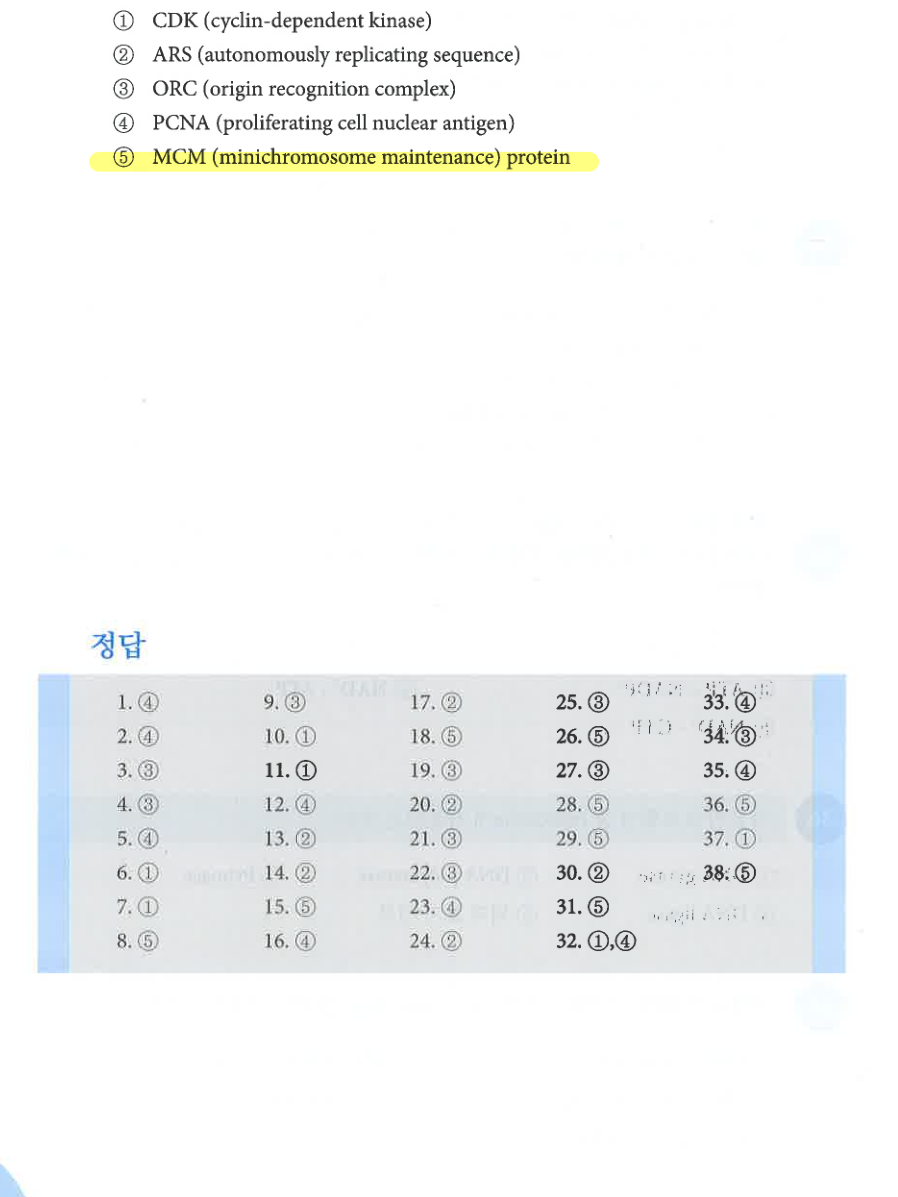 ① CDK (cyclin-dependent kinase)
② ARS (autonomously replicating sequence)
③ ORC (origin recognition complex)
④ PCNA (proliferating cell nuclear antigen)
⑤ MCM (minichromosome maintenance) protein
정답
1. ④ 9. ③ 17. ② 25. ③ 33. ④
2. ④ 10. ① 18. ⑤ 26. ⑤ 34. ③
3. ③ 11. ① 19. ③ 27. ③ 35. ④
4. ③ 12. ④ 20. ② 28. ⑤ 36. ⑤
5. ④ 13. ② 21. ③ 29. ⑤ 37. ①
6. ① 14. ② 22. ③ 30. ② 38. ⑤
7. ① 15. ⑤ 23. ④ 31. ⑤
8. ⑤ 16. ④ 24. ② 32. ①,④